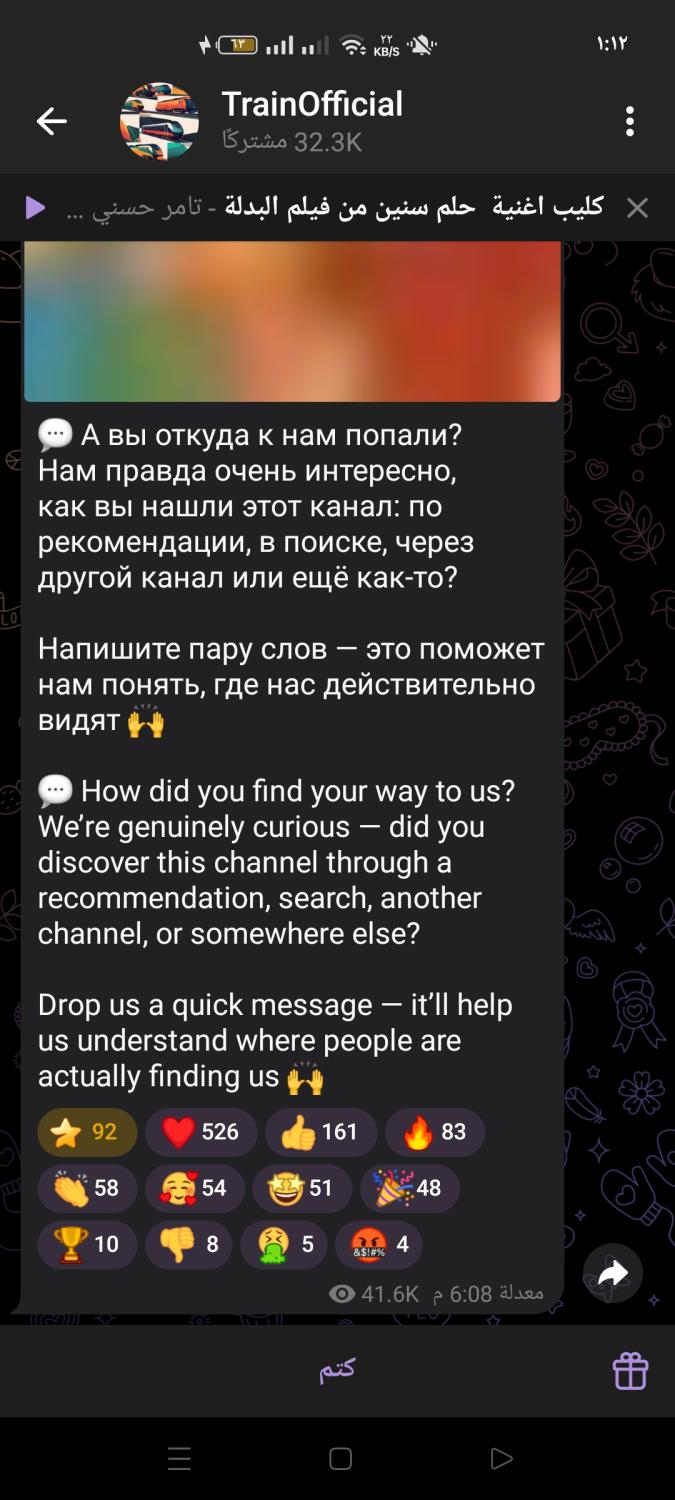 ٦٣ ٢٢ KB/S ١:١٢
TrainOfficial
32.3K مشتركًا
كليب اغنية حلم سنين من فيلم البدلة - تامر حسني ...
💬 А вы откуда к нам попали?
Нам правда очень интересно,
как вы нашли этот канал: по
рекомендации, в поиске, через
другой канал или ещё как-то?
Напишите пару слов — это поможет
нам понять, где нас действительно
видят 🙌
💬 How did you find your way to us?
We’re genuinely curious — did you
discover this channel through a
recommendation, search, another
channel, or somewhere else?
Drop us a quick message — it’ll help
us understand where people are
actually finding us 🙌
⭐ 92 ❤️ 526 👍 161 🔥 83
👏 58 🥰 54 🤩 51 🎉 48
🏆 10 👎 8 🤮 5 🤬 4
41.6K معدلة 6:08 م
كتم